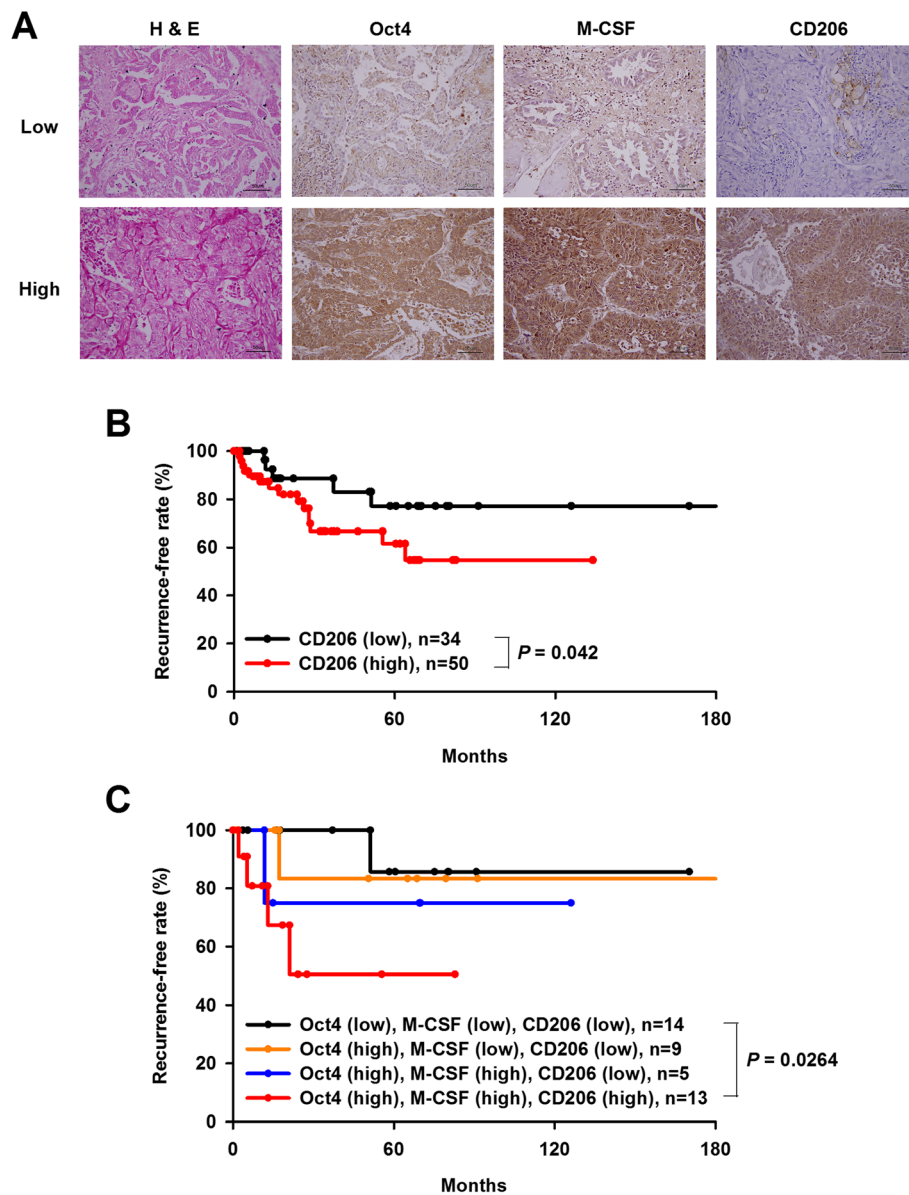 A
H & E
Oct4
M-CSF
CD206
Low
High
B
Recurrence-free rate (%)
100
80
60
40
20
0
CD206 (low), n=34
CD206 (high), n=50
P = 0.042
0
60
120
180
Months
C
Recurrence-free rate (%)
100
80
60
40
20
0
Oct4 (low), M-CSF (low), CD206 (low), n=14
Oct4 (high), M-CSF (low), CD206 (low), n=9
Oct4 (high), M-CSF (high), CD206 (low), n=5
Oct4 (high), M-CSF (high), CD206 (high), n=13
P = 0.0264
0
60
120
180
Months